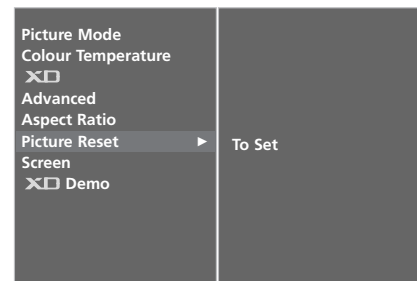 Picture Mode
Colour Temperature
XD
Advanced
Aspect Ratio
Picture Reset ►
To Set
Screen
XD Demo